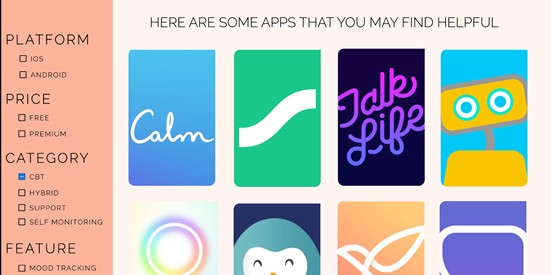 HERE ARE SOME APPS THAT YOU MAY FIND HELPFUL
PLATFORM
IOS
ANDROID
PRICE
FREE
PREMIUM
CATEGORY
CBT
HYBRID
SUPPORT
SELF MONITORING
FEATURE
MOOD TRACKING
Calm
Talk
Life